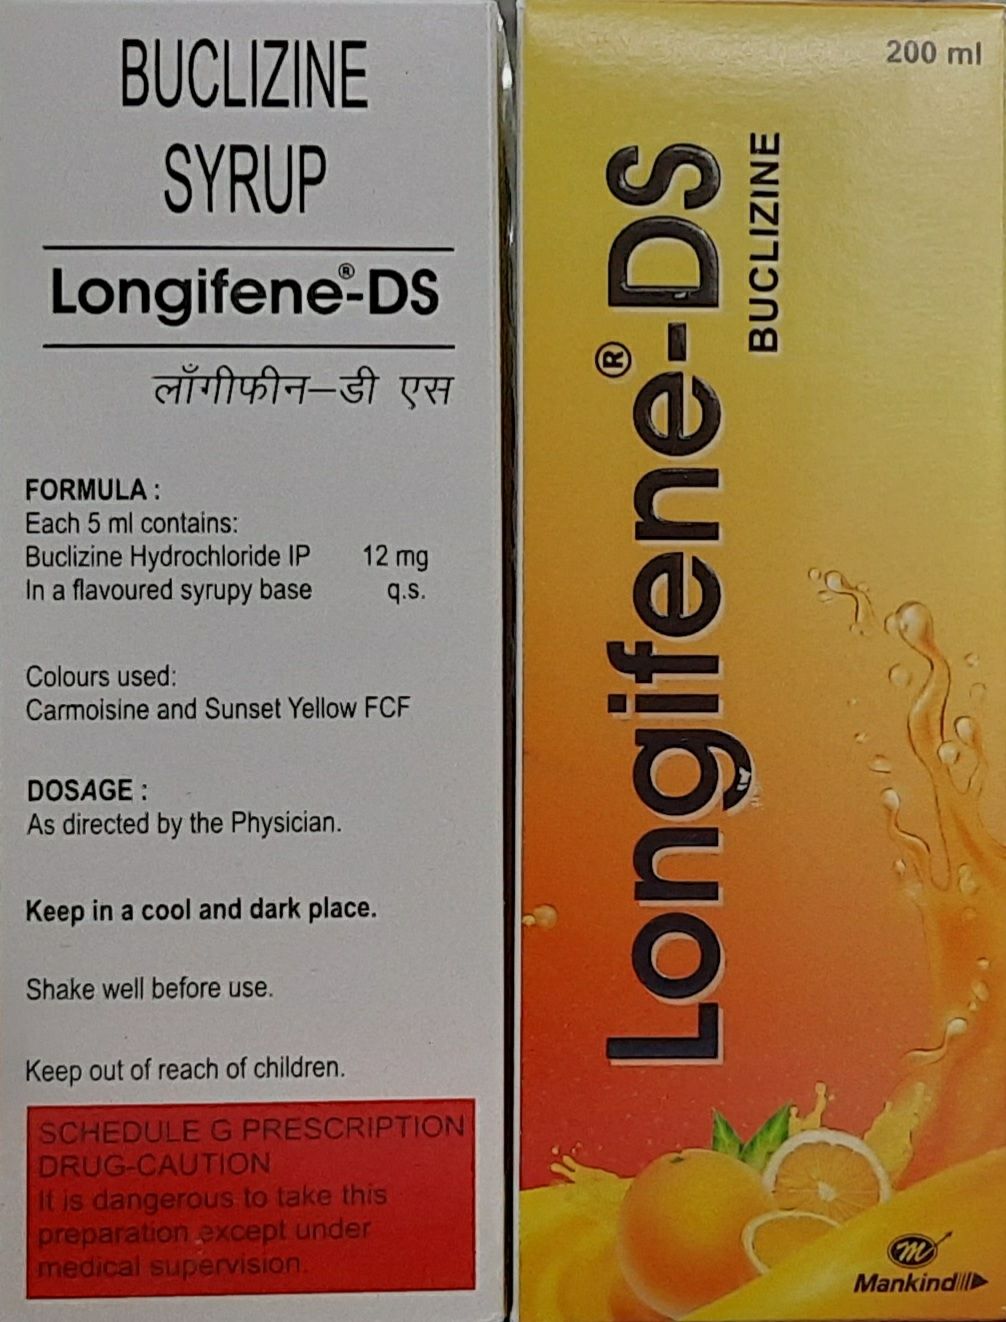 BUCLIZINE
SYRUP
Longifene®-DS
लाँगीफीन–डी एस
FORMULA :
Each 5 ml contains:
Buclizine Hydrochloride IP 12 mg
In a flavoured syrupy base q.s.
Colours used:
Carmoisine and Sunset Yellow FCF
DOSAGE :
As directed by the Physician.
Keep in a cool and dark place.
Shake well before use.
Keep out of reach of children.
SCHEDULE G PRESCRIPTION
DRUG-CAUTION
It is dangerous to take this
preparation except under
medical supervision.
200 ml
Longifene®-DS
BUCLIZINE
m
Mankind